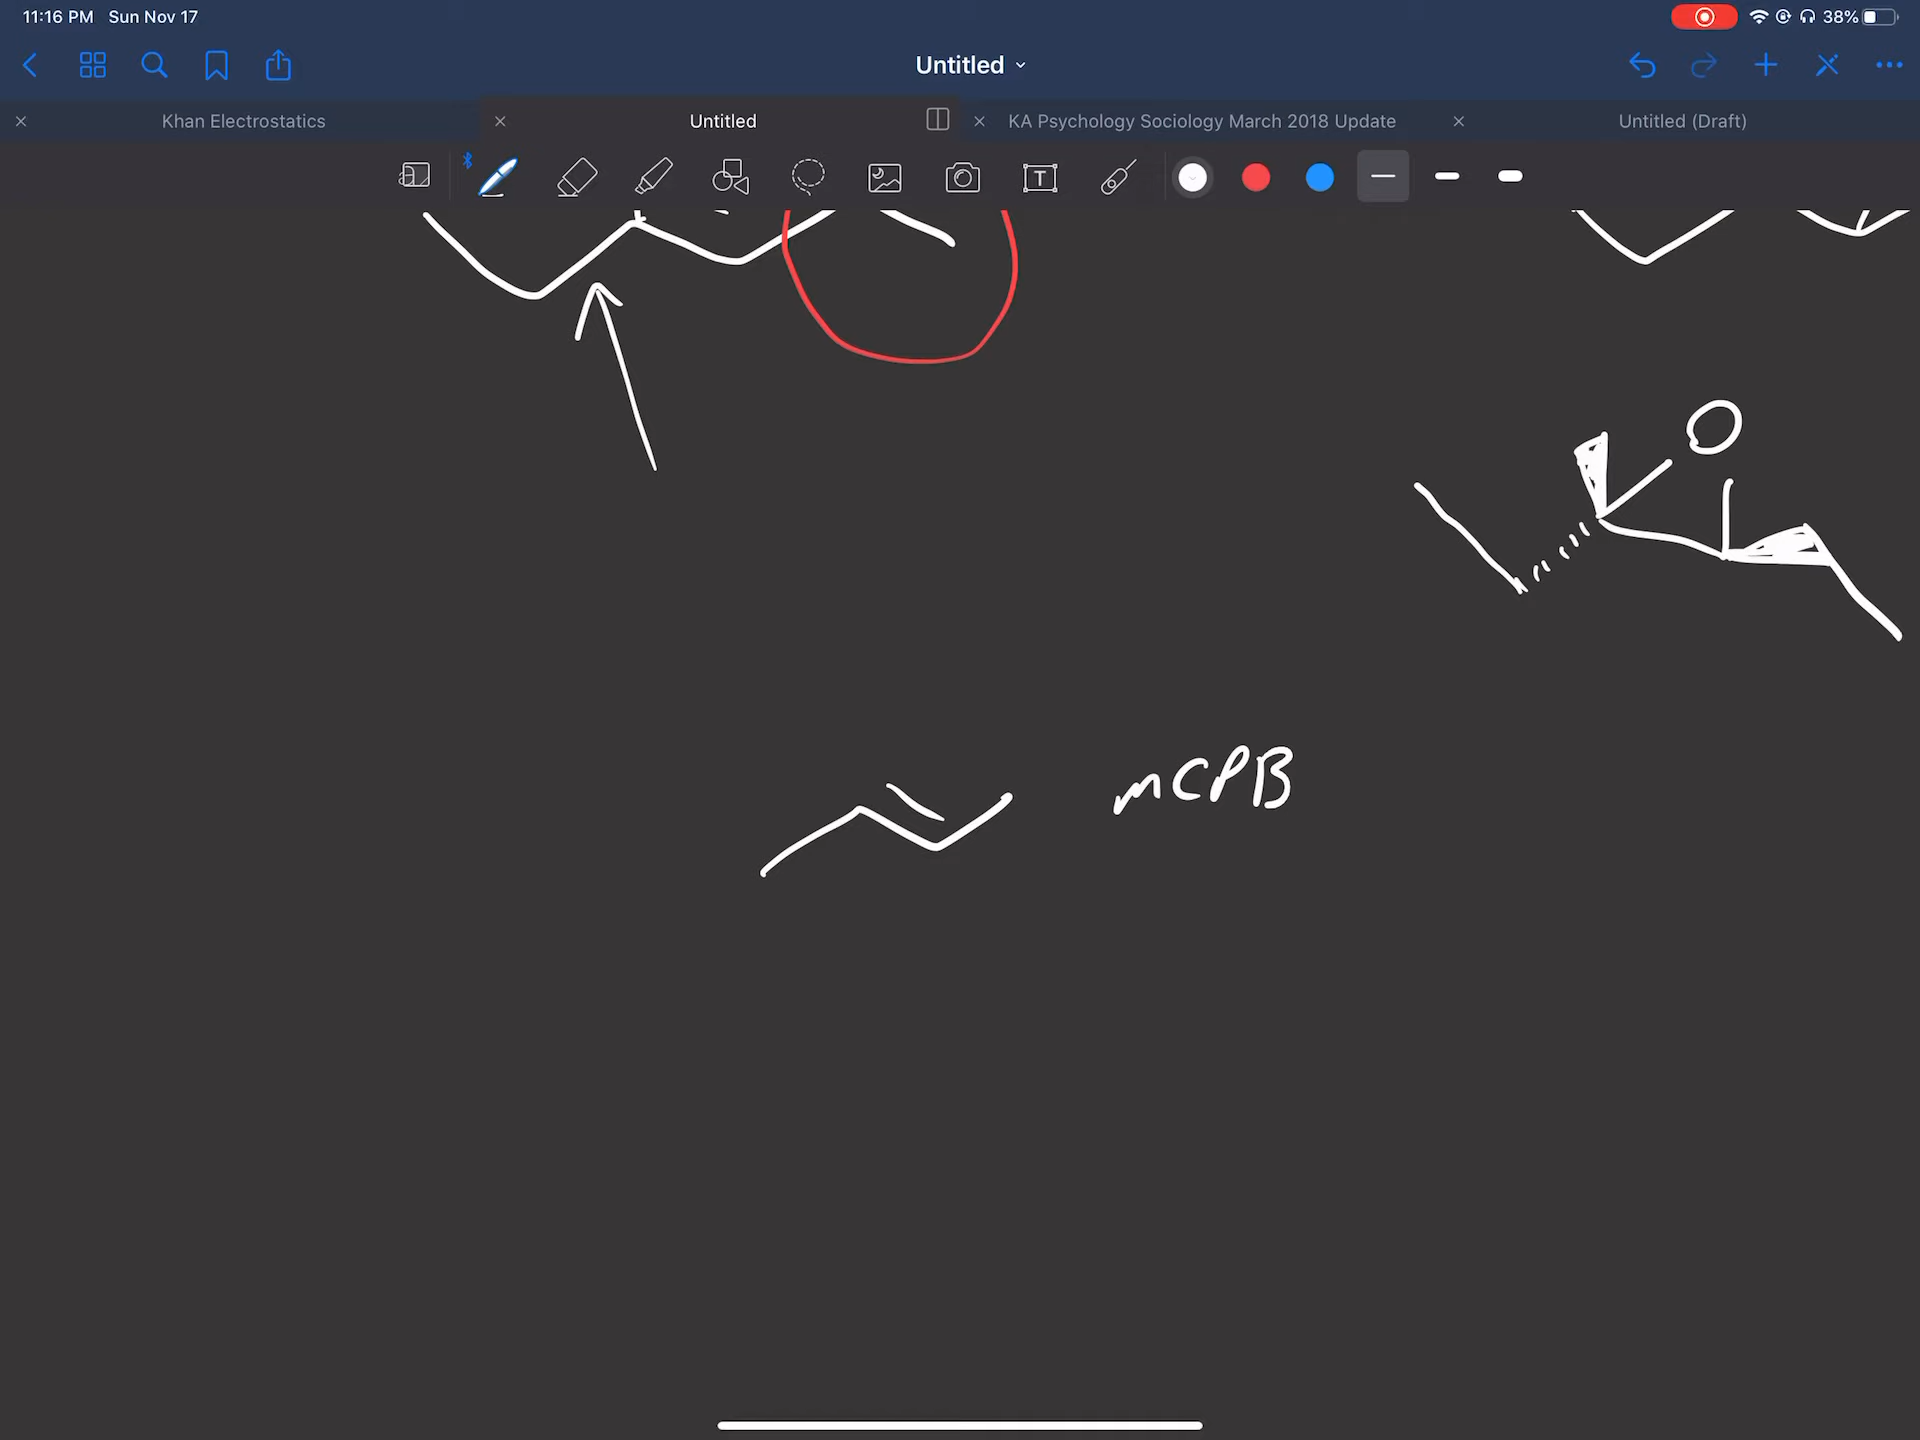 11:16 PM Sun Nov 17
38%
Untitled
Khan Electrostatics
Untitled
KA Psychology Sociology March 2018 Update
Untitled (Draft)
T
O
mCPB